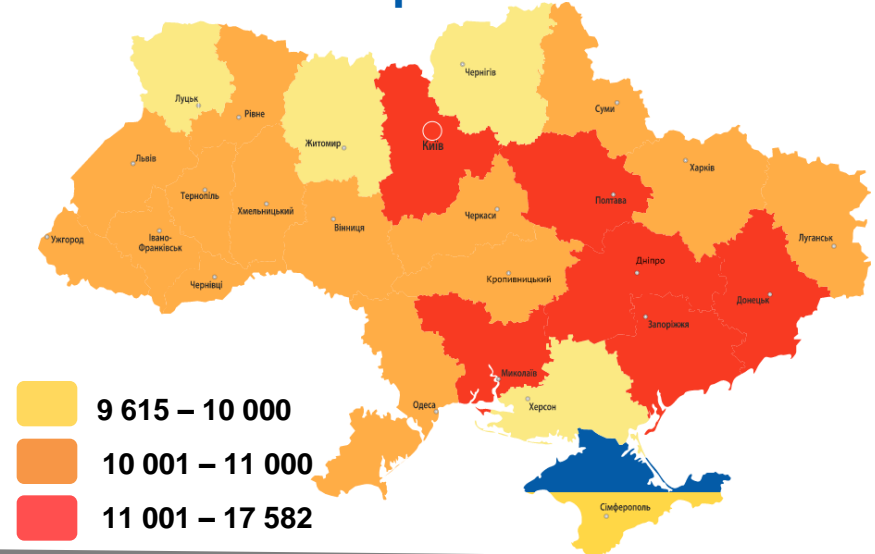 Чернігів
Луцьк
Рівне
Суми
Житомир
Київ
Львів
Харків
Тернопіль
Полтава
Хмельницький
Черкаси
Вінниця
Ужгород
Івано-
Франківськ
Луганськ
Дніпро
Чернівці
Кропивницький
Донецьк
Запоріжжя
Миколаїв
Одеса
Херсон
9 615 – 10 000
10 001 – 11 000
11 001 – 17 582
Сімферополь